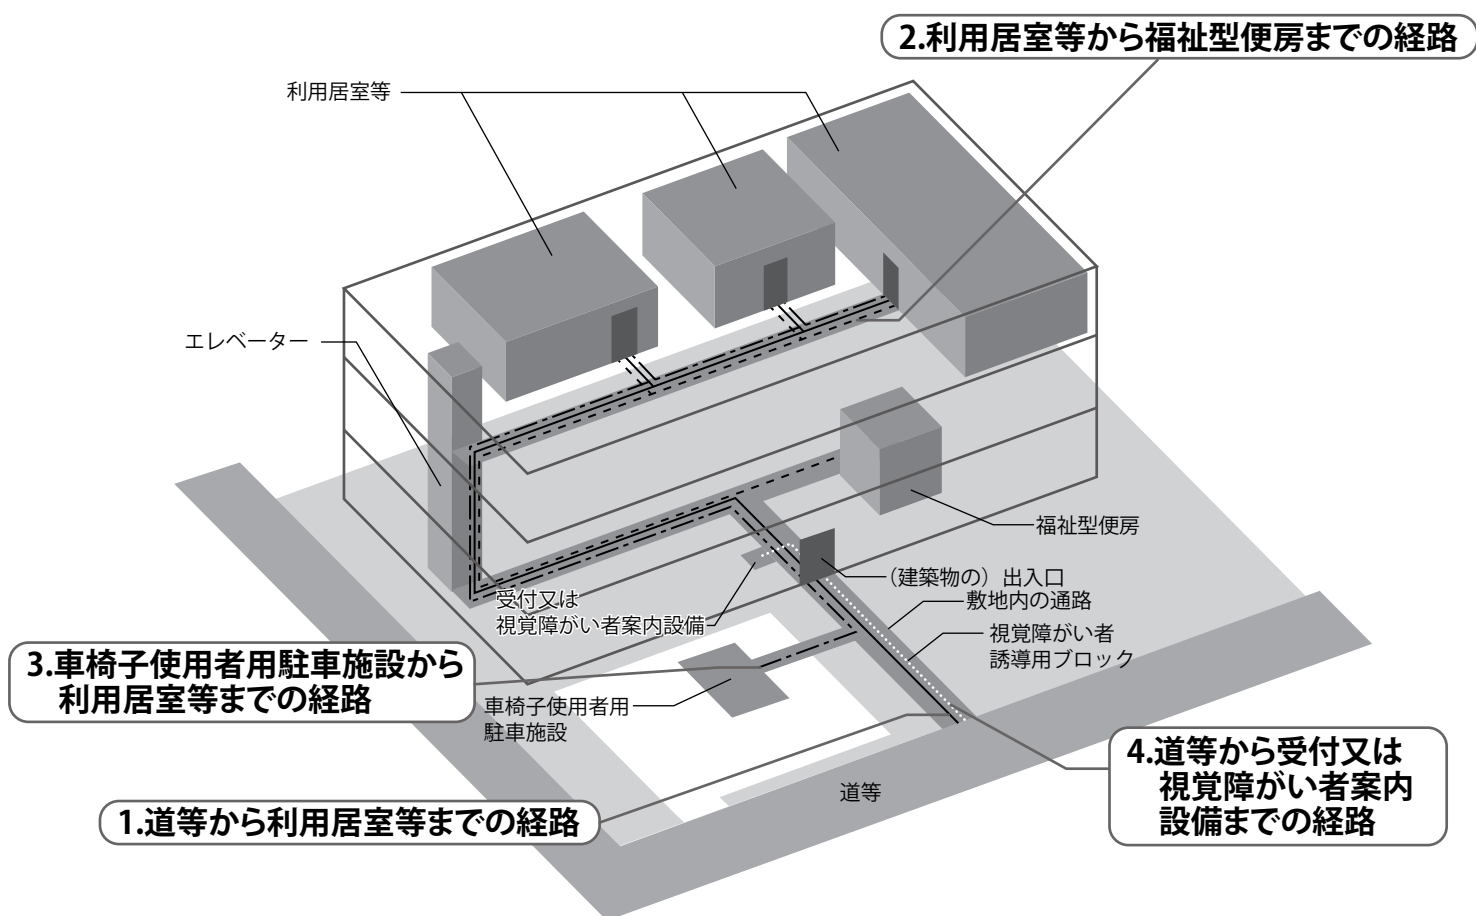 2.利用居室等から福祉型便房までの経路
利用居室等
エレベーター
福祉型便房
(建築物の）出入口
敷地内の通路
受付又は
視覚障がい者案内設備
視覚障がい者
誘導用ブロック
3.車椅子使用者用駐車施設から
利用居室等までの経路
車椅子使用者用
駐車施設
4.道等から受付又は
視覚障がい者案内
設備までの経路
道等
1.道等から利用居室等までの経路